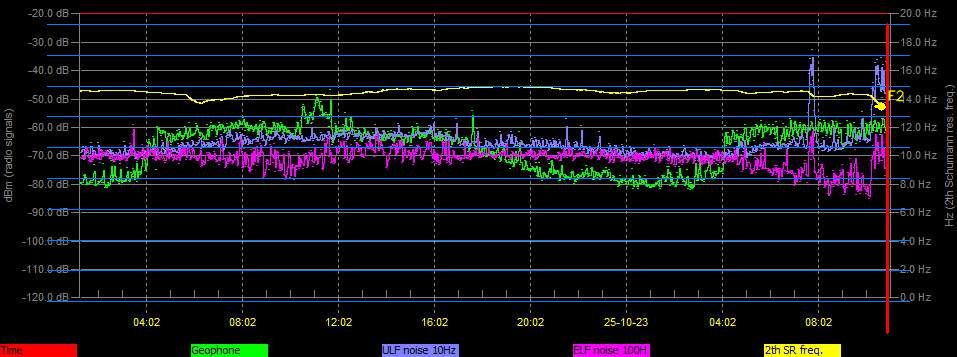 -20.0 dB 20.0 Hz
-30.0 dB 18.0 Hz
-40.0 dB 16.0 Hz
-50.0 dB F2 14.0 Hz
-60.0 dB 12.0 Hz
-70.0 dB 10.0 Hz
-80.0 dB 8.0 Hz
-90.0 dB 6.0 Hz
-100.0 dB 4.0 Hz
-110.0 dB 2.0 Hz
-120.0 dB 0.0 Hz
dBm (radio signals)
Hz (2th Schumann res. freq.)
04:02 08:02 12:02 16:02 20:02 25-10-23 04:02 08:02
Time Geophone ULF noise 10Hz ELF noise 100H 2th SR freq.